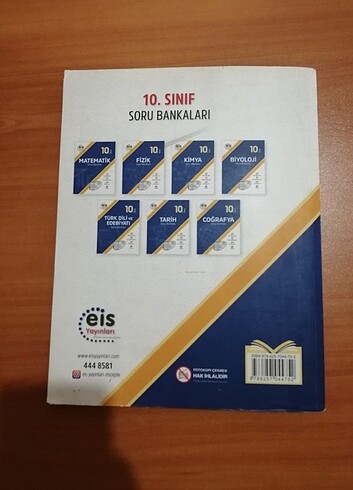 10. SINIF
SORU BANKALARI
10.
MATEMATİK
10.
FİZİK
10.
KİMYA
10.
BİYOLOJİ
10.
TÜRK DİLİ ve
EDEBİYATI
10.
TARİH
10.
COĞRAFYA
eis
Yayınları
www.eisyayinlari.com
444 8581
FOTOKOPİ ÇEKMEK
HAK İHLALİDİR